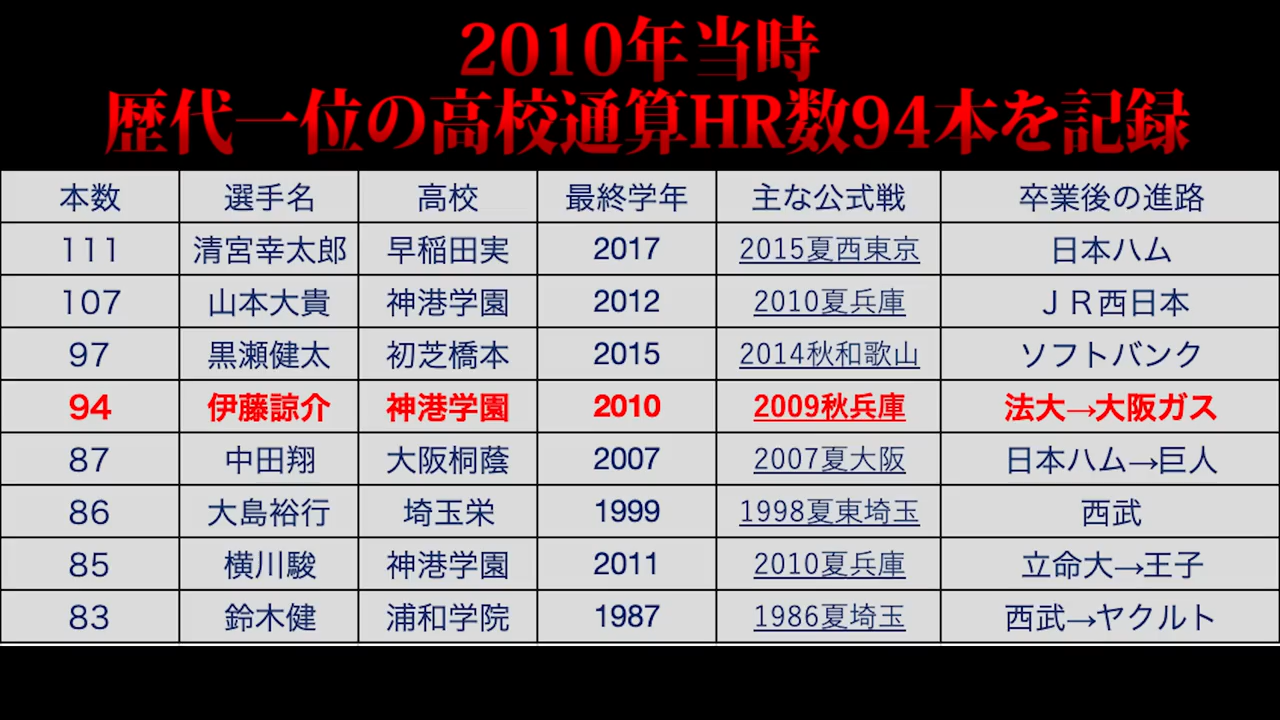 2010年当時
歴代一位の高校通算HR数94本を記録
本数 選手名 高校 最終学年 主な公式戦 卒業後の進路
111 清宮幸太郎 早稲田実 2017 2015夏西東京 日本ハム
107 山本大貴 神港学園 2012 2010夏兵庫 ＪＲ西日本
97 黒瀬健太 初芝橋本 2015 2014秋和歌山 ソフトバンク
94 伊藤諒介 神港学園 2010 2009秋兵庫 法大→大阪ガス
87 中田翔 大阪桐蔭 2007 2007夏大阪 日本ハム→巨人
86 大島裕行 埼玉栄 1999 1998夏東埼玉 西武
85 横川駿 神港学園 2011 2010夏兵庫 立命大→王子
83 鈴木健 浦和学院 1987 1986夏埼玉 西武→ヤクルト